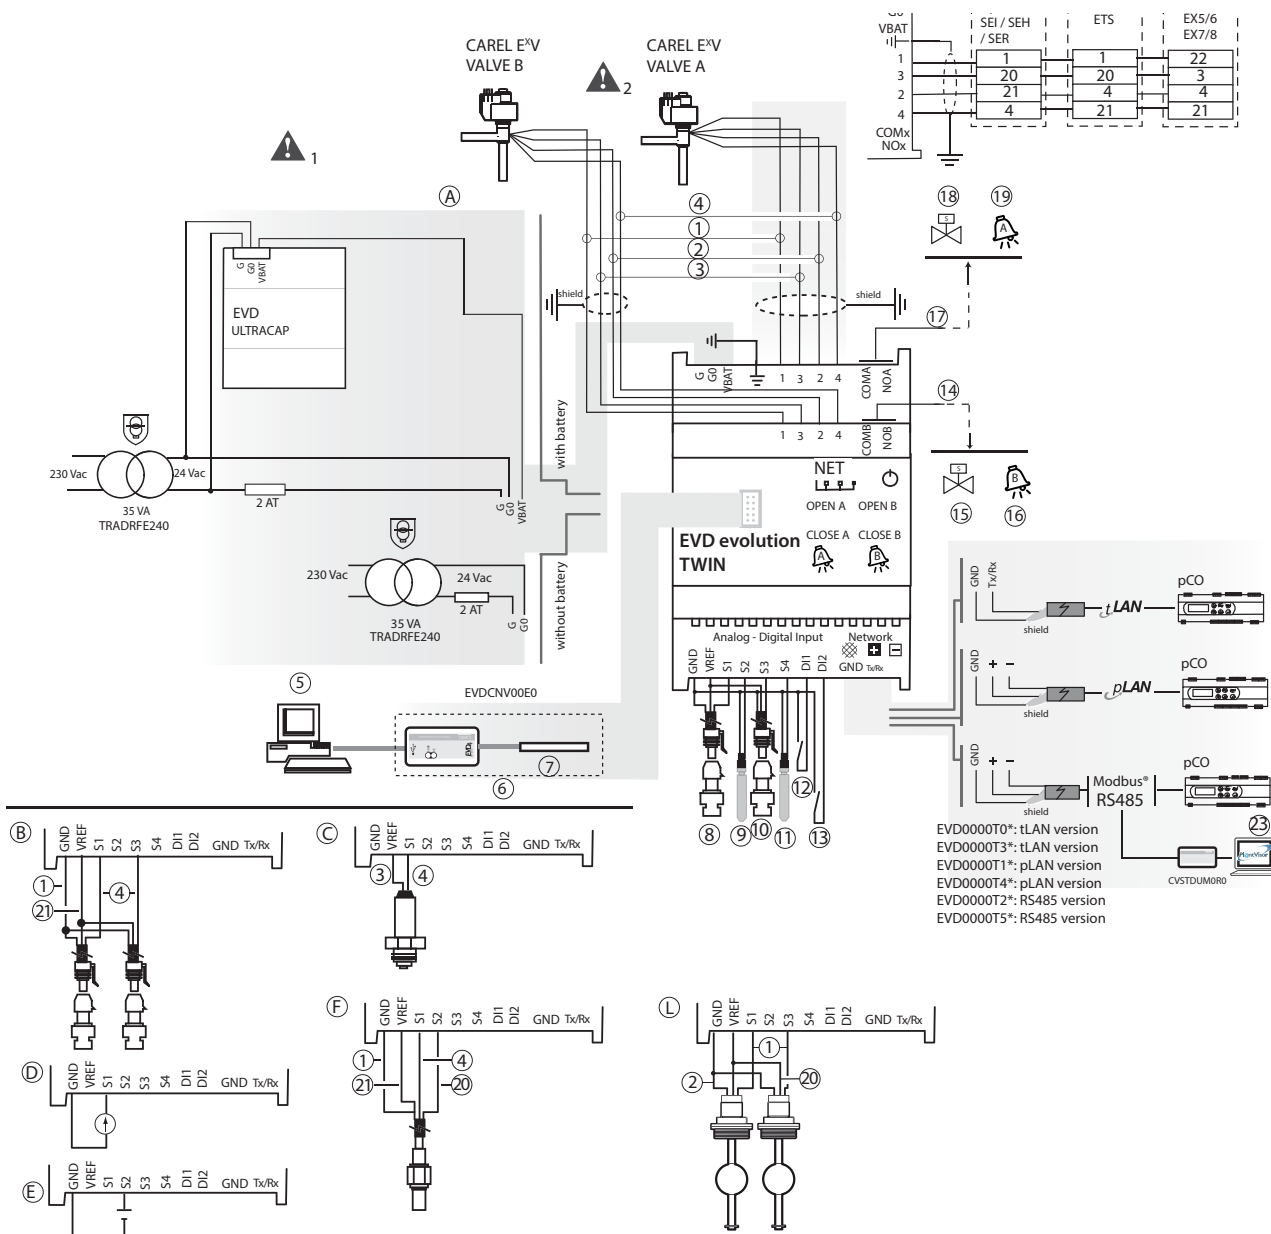 CAREL EXV
VALVE B
CAREL EXV
VALVE A
2
1
G0
VBAT
1
3
2
4
COMx
NOx
SEI / SEH
/ SER
ETS
EX5/6
EX7/8
1 1 22
20 20 3
21 4 4
4 21 21
A
18 19
S
A
4
1
2
3
shield
shield
17
G
G0
VBAT
EVD
ULTRACAP
G
G0
VBAT
1 3 2 4
COMA
NOA
14
with battery
1 3 2 4
COMB
NOB
S
B
15 16
230 Vac
24 Vac
35 VA
TRADRFE240
2 AT
G
G0
VBAT
NET
OPEN A OPEN B
CLOSE A CLOSE B
A B
EVD evolution
TWIN
230 Vac
24 Vac
2 AT
35 VA
TRADRFE240
G
G0
without battery
Analog - Digital Input Network
GND VREF S1 S2 S3 S4 DI1 DI2
GND Tx/Rx
GND Tx/Rx
shield
tLAN
pCO
GND + −
shield
pLAN
pCO
GND + −
shield
Modbus®
RS485
pCO
5
EVDCNV00E0
EVD
7
6
8 9 10 11 12 13
EVD0000T0*: tLAN version
EVD0000T3*: tLAN version
EVD0000T1*: pLAN version
EVD0000T4*: pLAN version
EVD0000T2*: RS485 version
EVD0000T5*: RS485 version
23
PlantVisor
CVSTDUM0R0
B
GND VREF S1 S2 S3 S4 DI1 DI2 GND Tx/Rx
1
4
21
C
GND VREF S1 S2 S3 S4 DI1 DI2 GND Tx/Rx
3 4
D
GND VREF S1 S2 S3 S4 DI1 DI2 GND Tx/Rx
E
GND VREF S1 S2 S3 S4 DI1 DI2 GND Tx/Rx
F
GND VREF S1 S2 S3 S4 DI1 DI2 GND Tx/Rx
1 4
21 20
L
GND VREF S1 S2 S3 S4 DI1 DI2 GND Tx/Rx
1
2 20